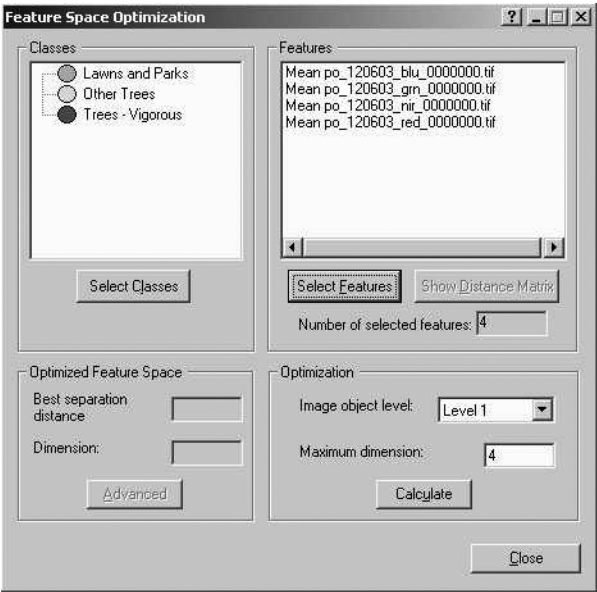 Feature Space Optimization
Classes
Lawns and Parks
Other Trees
Trees - Vigorous
Select Classes
Features
Mean po_120603_blu_0000000.tif
Mean po_120603_grn_0000000.tif
Mean po_120603_nir_0000000.tif
Mean po_120603_red_0000000.tif
Select Features
Show Distance Matrix
Number of selected features: 4
Optimized Feature Space
Best separation
distance
Dimension:
Advanced
Optimization
Image object level: Level 1
Maximum dimension: 4
Calculate
Close